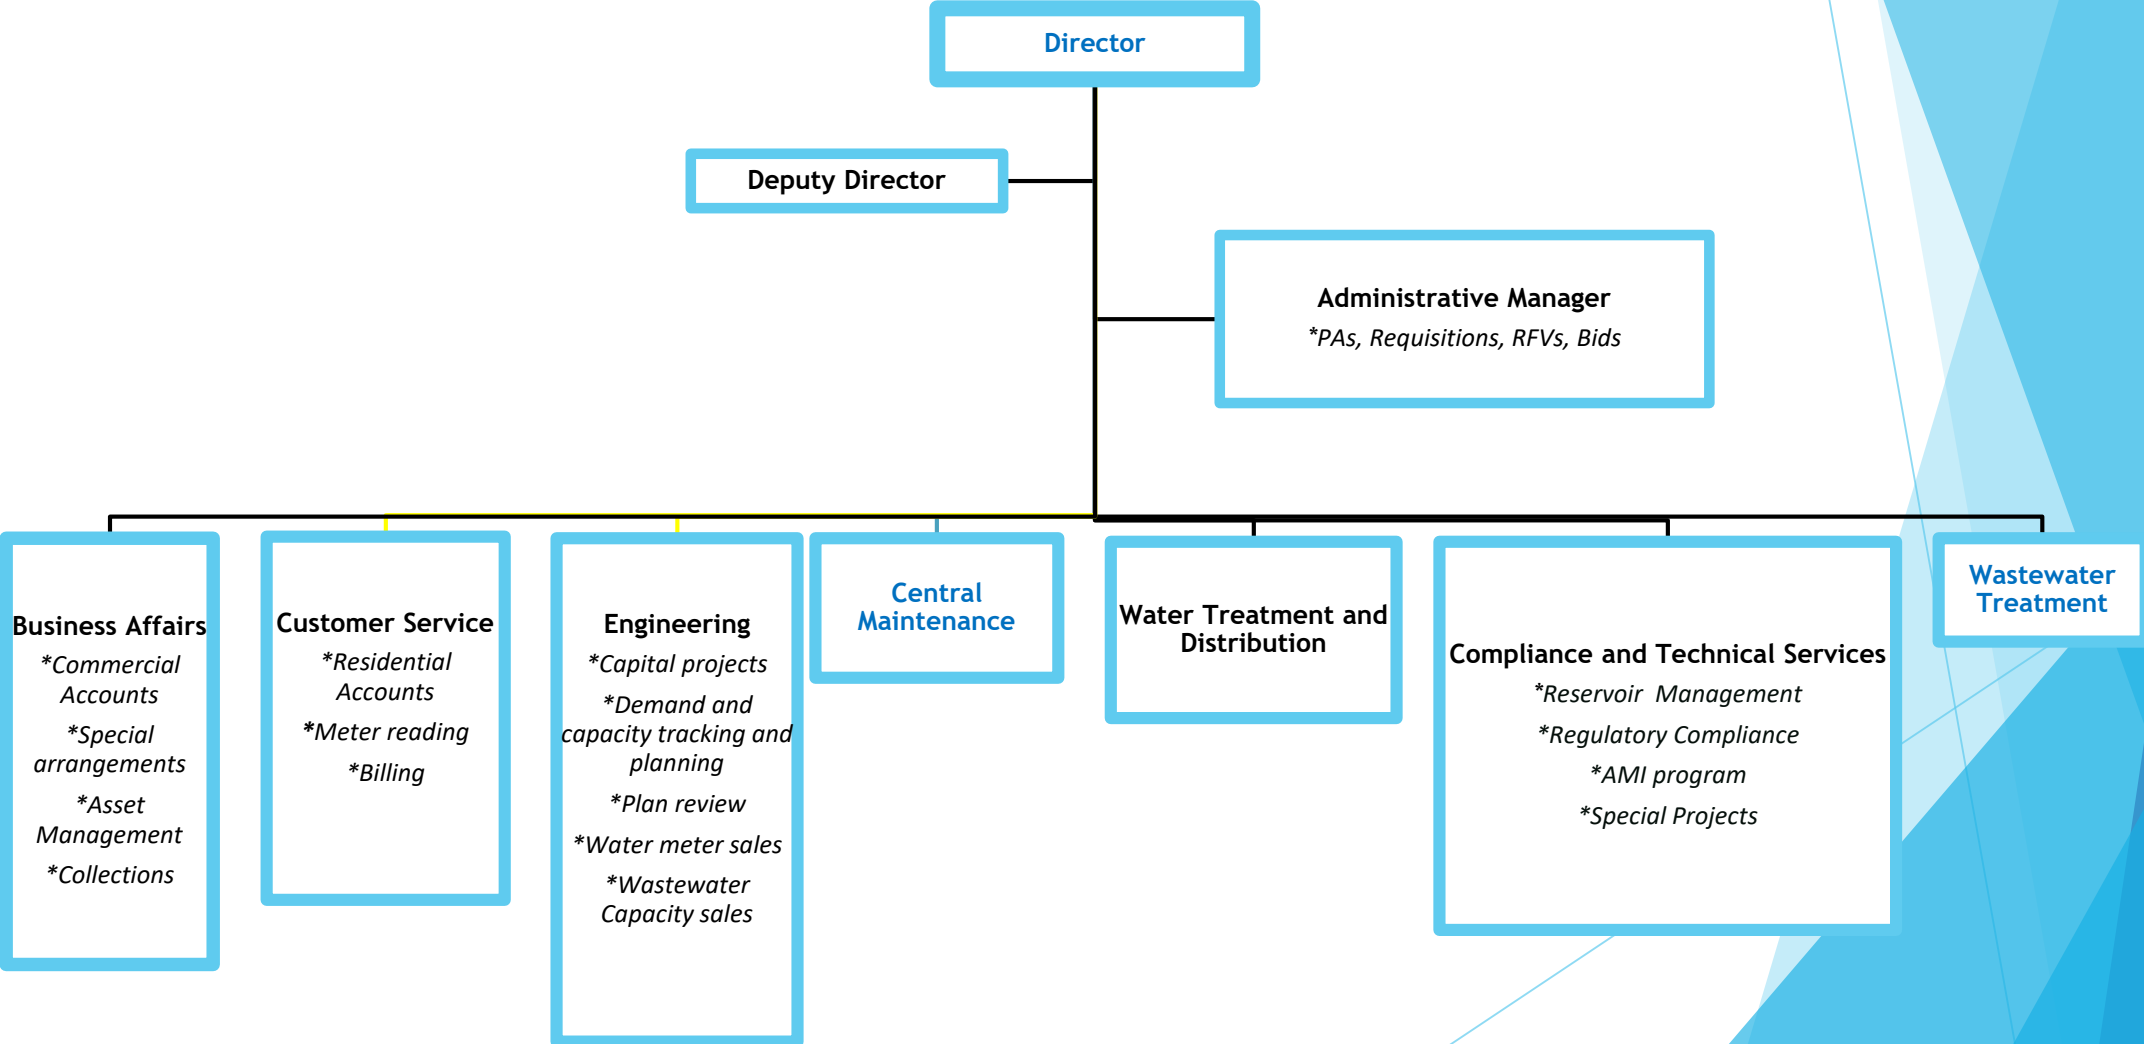 Director
Deputy Director
Administrative Manager
*PAs, Requisitions, RFVs, Bids
Business Affairs
*Commercial
Accounts
*Special
arrangements
*Asset
Management
*Collections
Customer Service
*Residential
Accounts
*Meter reading
*Billing
Engineering
*Capital projects
*Demand and
capacity tracking and
planning
*Plan review
*Water meter sales
*Wastewater
Capacity sales
Central
Maintenance
Water Treatment and
Distribution
Compliance and Technical Services
*Reservoir  Management
*Regulatory Compliance
*AMI program
*Special Projects
Wastewater
Treatment